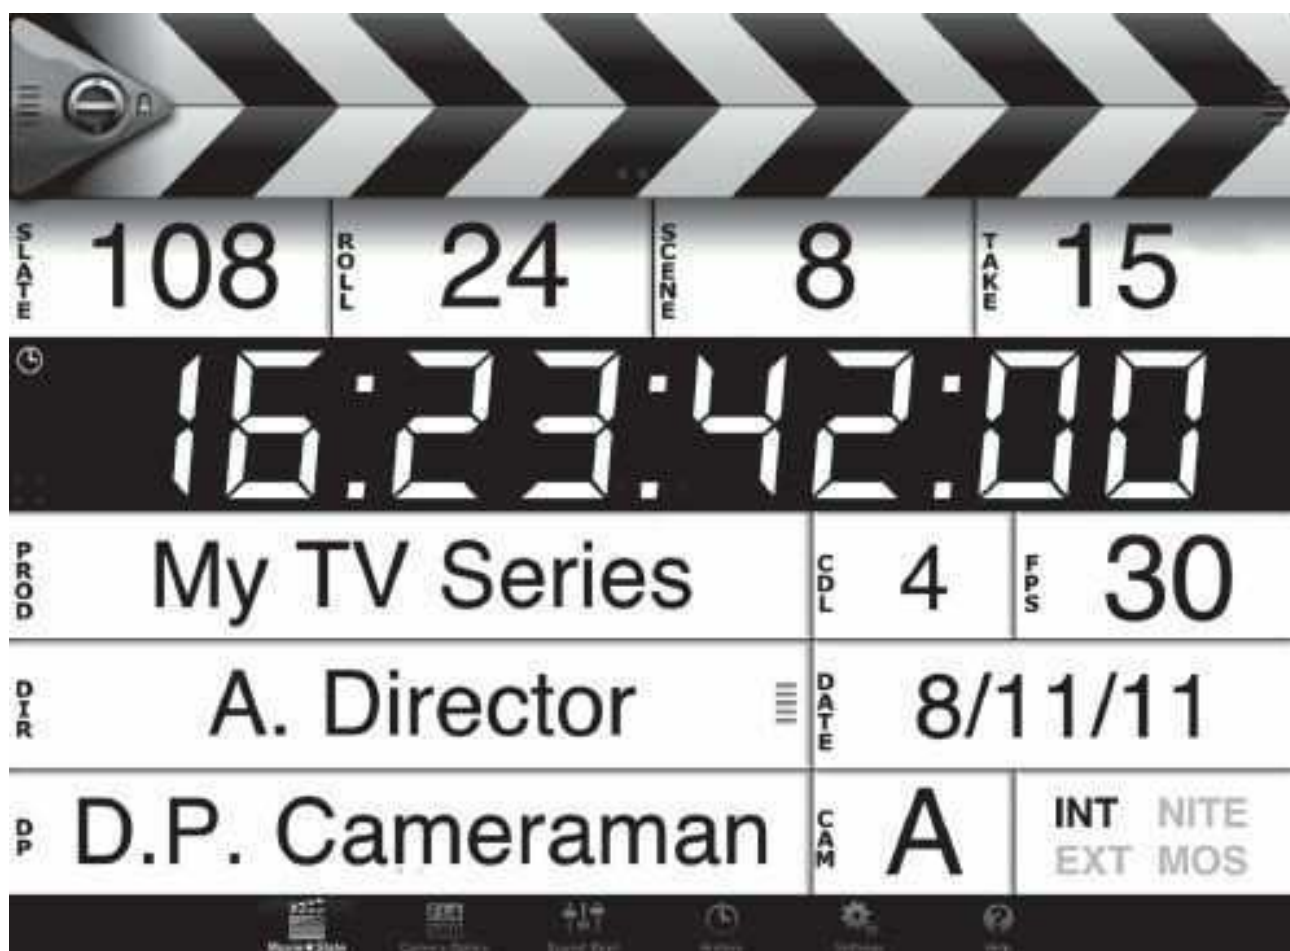 SLATE 108 ROLL 24 SCENE 8 TAKE 15
16:23:42:00
PROD My TV Series CDL 4 FPS 30
DIR A. Director DATE 8/11/11
DP D.P. Cameraman CAM A INT NITE
EXT MOS